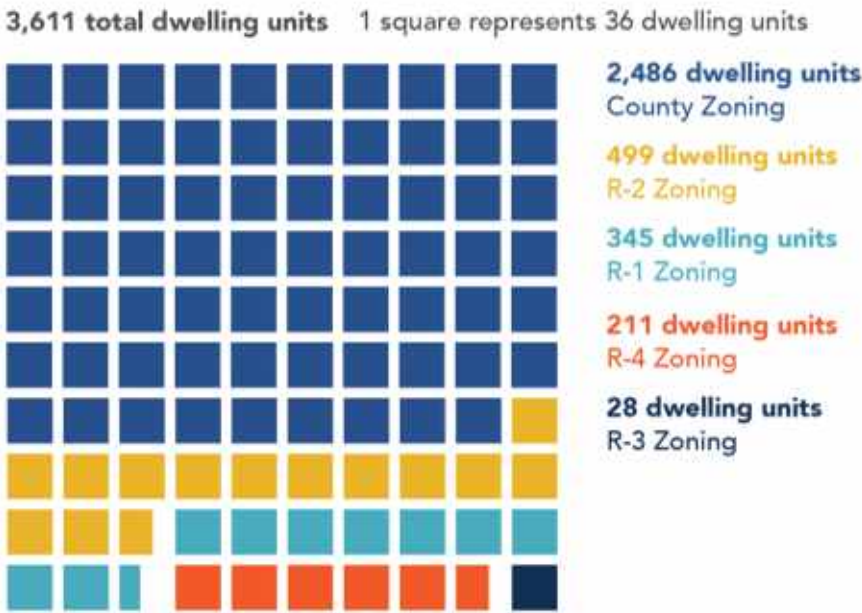 3,611 total dwelling units 1 square represents 36 dwelling units
2,486 dwelling units
County Zoning
499 dwelling units
R-2 Zoning
345 dwelling units
R-1 Zoning
211 dwelling units
R-4 Zoning
28 dwelling units
R-3 Zoning